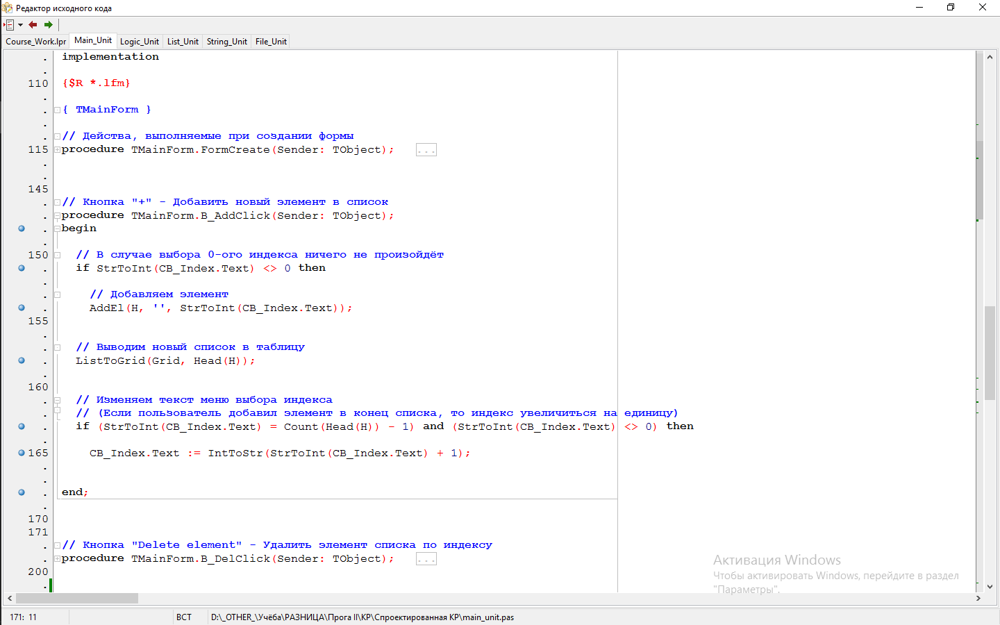 Редактор исходного кода
Course_Work.lpr Main_Unit Logic_Unit List_Unit String_Unit File_Unit
. implementation
.
110 {$R *.lfm}
.
. { TMainForm }
.
. // Действа, выполняемые при создании формы
115 procedure TMainForm.FormCreate(Sender: TObject); ...
.
.
145
. // Кнопка "+" - Добавить новый элемент в список
. procedure TMainForm.B_AddClick(Sender: TObject);
. begin
.
150 // В случае выбора 0-ого индекса ничего не произойдёт
. if StrToInt(CB_Index.Text) <> 0 then
.
. // Добавляем элемент
. AddEl(H, '', StrToInt(CB_Index.Text));
155
.
. // Выводим новый список в таблицу
. ListToGrid(Grid, Head(H));
.
160
. // Изменяем текст меню выбора индекса
. // (Если пользователь добавил элемент в конец списка, то индекс увеличиться на единицу)
. if (StrToInt(CB_Index.Text) = Count(Head(H)) - 1) and (StrToInt(CB_Index.Text) <> 0) then
.
165 CB_Index.Text := IntToStr(StrToInt(CB_Index.Text) + 1);
.
.
. end;
.
170
171
. // Кнопка "Delete element" - Удалить элемент списка по индексу
. procedure TMainForm.B_DelClick(Sender: TObject); ...
200
.
Активация Windows
Чтобы активировать Windows, перейдите в раздел
"Параметры".
171: 11 ВСТ D:\_OTHER_\Учёба\РАЗНИЦА\Прога II\КР\Спроектированная КР\main_unit.pas